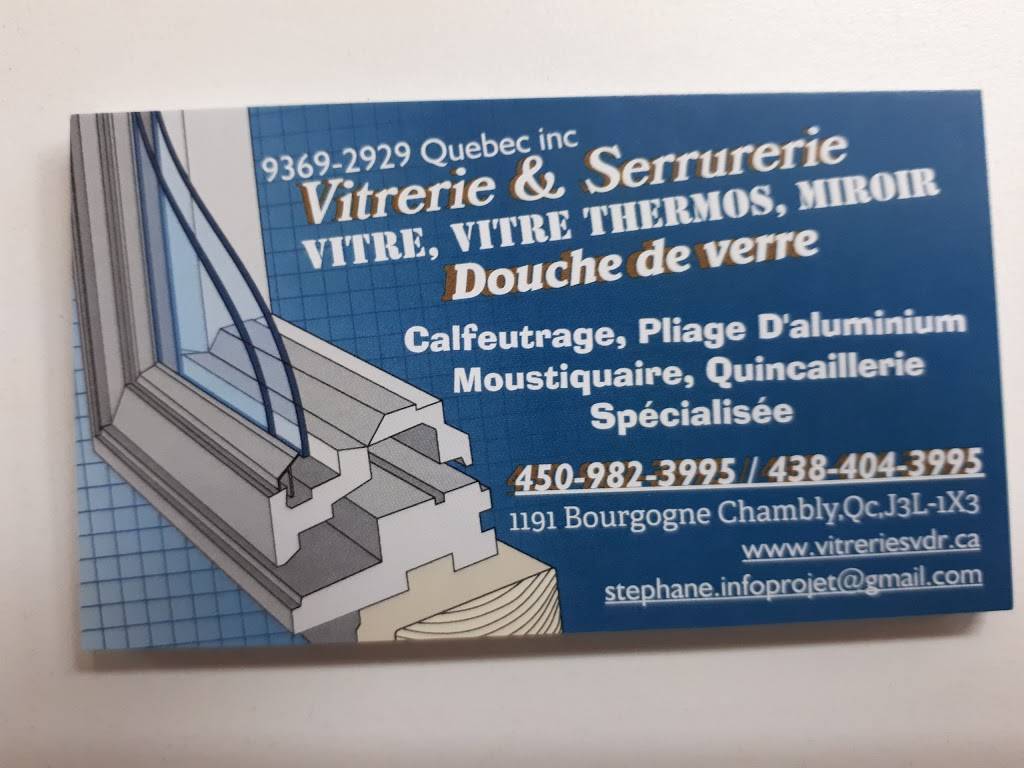 9369-2929 Quebec inc
Vitrerie & Serrurerie
VITRE, VITRE THERMOS, MIROIR
Douche de verre
Calfeutrage, Pliage D'aluminium
Moustiquaire, Quincaillerie
Spécialisée
450-982-3995 / 438-404-3995
1191 Bourgogne Chambly,Qc,J3L-1X3
www.vitreriesvdr.ca
stephane.infoprojet@gmail.com